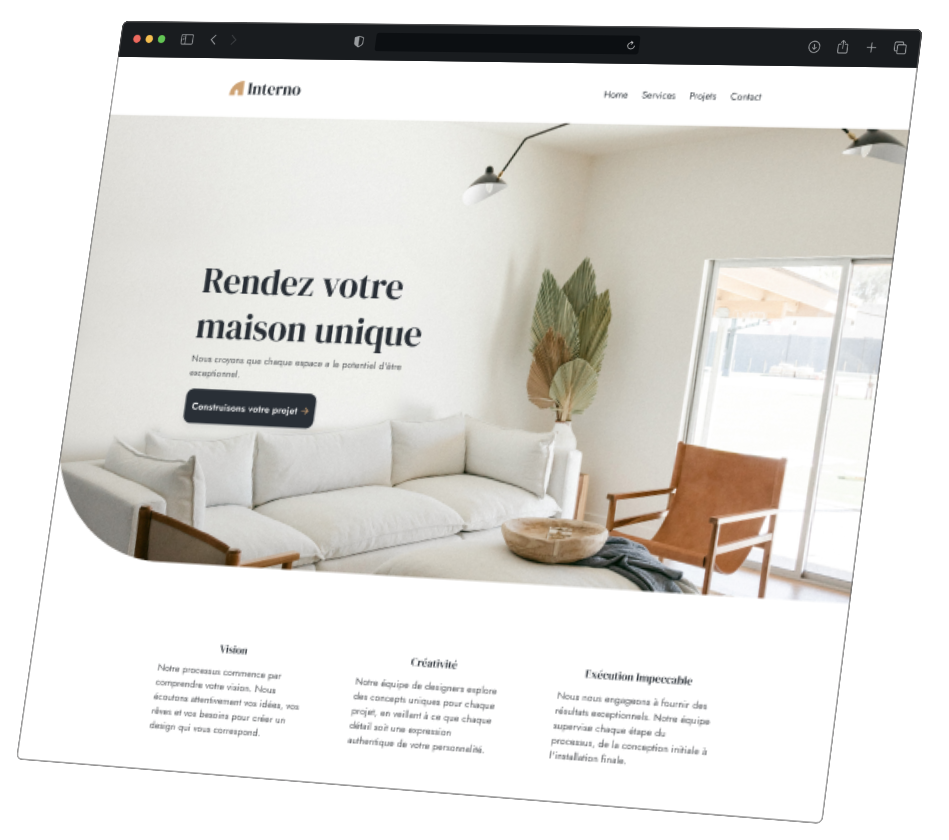 Interno
Home Services Projets Contact
Rendez votre
maison unique
Nous croyons que chaque espace a le potentiel d'être
exceptionnel.
Construisons votre projet →
Vision
Notre processus commence par
comprendre votre vision. Nous
écoutons attentivement vos idées, vos
rêves et vos besoins pour créer un
design qui vous correspond.
Créativité
Notre équipe de designers explore
des concepts uniques pour chaque
projet, en veillant à ce que chaque
détail soit une expression
authentique de votre personnalité.
Exécution Impeccable
Nous nous engageons à fournir des
résultats exceptionnels. Notre équipe
supervise chaque étape du
processus, de la conception initiale à
l'installation finale.